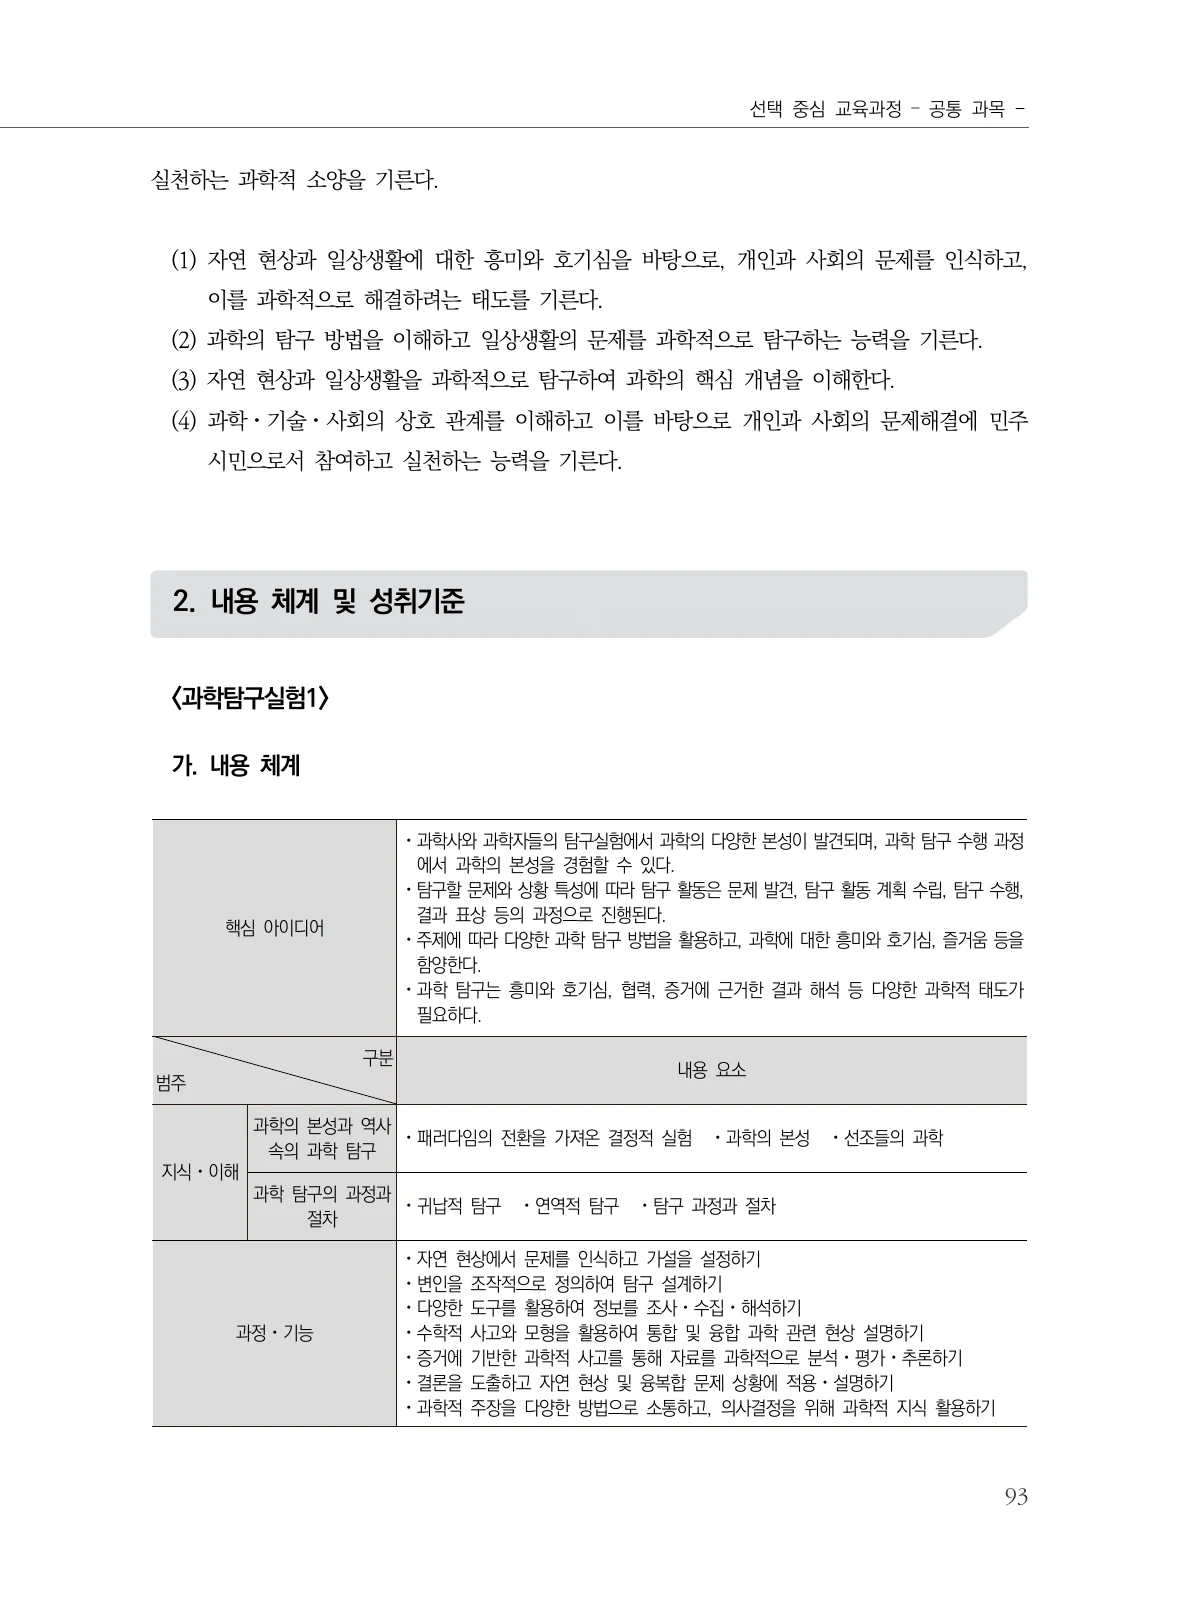 선택 중심 교육과정 - 공통 과목 -
실천하는 과학적 소양을 기른다.
(1) 자연 현상과 일상생활에 대한 흥미와 호기심을 바탕으로, 개인과 사회의 문제를 인식하고,
이를 과학적으로 해결하려는 태도를 기른다.
(2) 과학의 탐구 방법을 이해하고 일상생활의 문제를 과학적으로 탐구하는 능력을 기른다.
(3) 자연 현상과 일상생활을 과학적으로 탐구하여 과학의 핵심 개념을 이해한다.
(4) 과학・기술・사회의 상호 관계를 이해하고 이를 바탕으로 개인과 사회의 문제해결에 민주
시민으로서 참여하고 실천하는 능력을 기른다.
2. 내용 체계 및 성취기준
<과학탐구실험1>
가. 내용 체계
핵심 아이디어
・과학사와 과학자들의 탐구실험에서 과학의 다양한 본성이 발견되며, 과학 탐구 수행 과정
에서 과학의 본성을 경험할 수 있다.
・탐구할 문제와 상황 특성에 따라 탐구 활동은 문제 발견, 탐구 활동 계획 수립, 탐구 수행,
결과 표상 등의 과정으로 진행된다.
・주제에 따라 다양한 과학 탐구 방법을 활용하고, 과학에 대한 흥미와 호기심, 즐거움 등을
함양한다.
・과학 탐구는 흥미와 호기심, 협력, 증거에 근거한 결과 해석 등 다양한 과학적 태도가
필요하다.
구분
범주
내용 요소
지식・이해
과학의 본성과 역사
속의 과학 탐구
・패러다임의 전환을 가져온 결정적 실험 ・과학의 본성 ・선조들의 과학
과학 탐구의 과정과
절차
・귀납적 탐구 ・연역적 탐구 ・탐구 과정과 절차
과정・기능
・자연 현상에서 문제를 인식하고 가설을 설정하기
・변인을 조작적으로 정의하여 탐구 설계하기
・다양한 도구를 활용하여 정보를 조사・수집・해석하기
・수학적 사고와 모형을 활용하여 통합 및 융합 과학 관련 현상 설명하기
・증거에 기반한 과학적 사고를 통해 자료를 과학적으로 분석・평가・추론하기
・결론을 도출하고 자연 현상 및 융복합 문제 상황에 적용・설명하기
・과학적 주장을 다양한 방법으로 소통하고, 의사결정을 위해 과학적 지식 활용하기
93